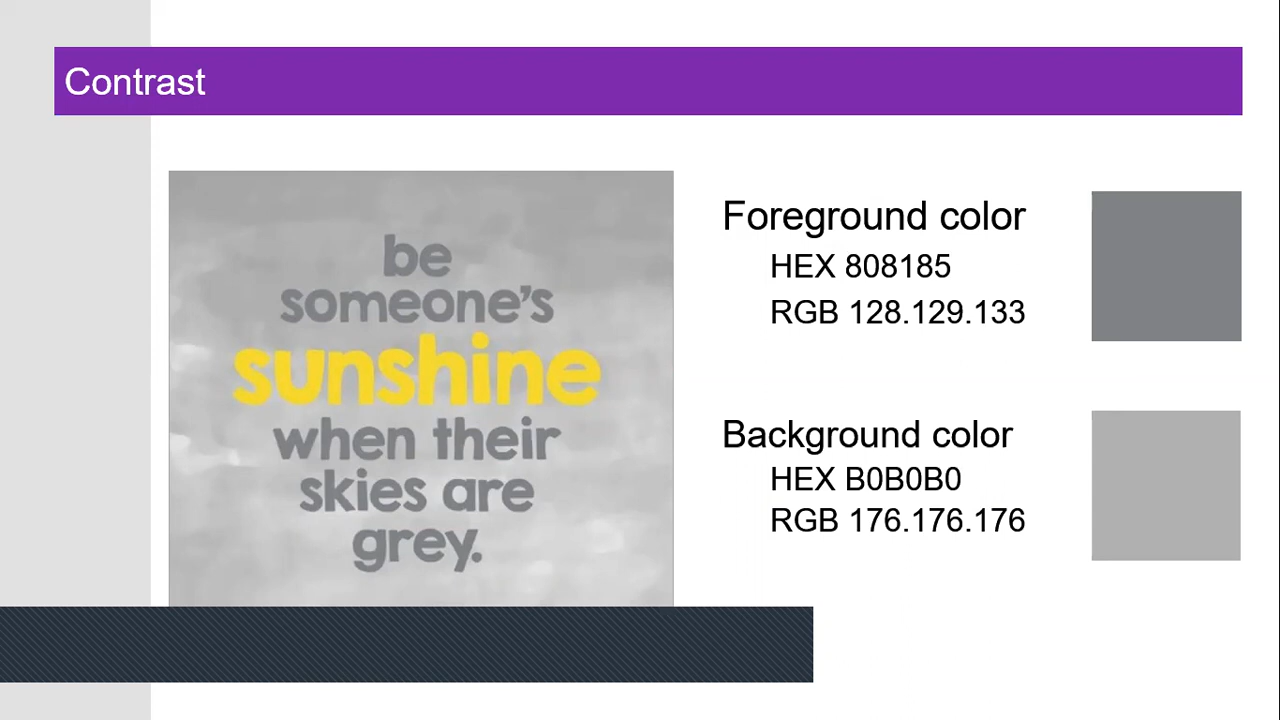 Contrast
be
someone's
sunshine
when their
skies are
grey.
Foreground color
HEX 808185
RGB 128.129.133
Background color
HEX B0B0B0
RGB 176.176.176